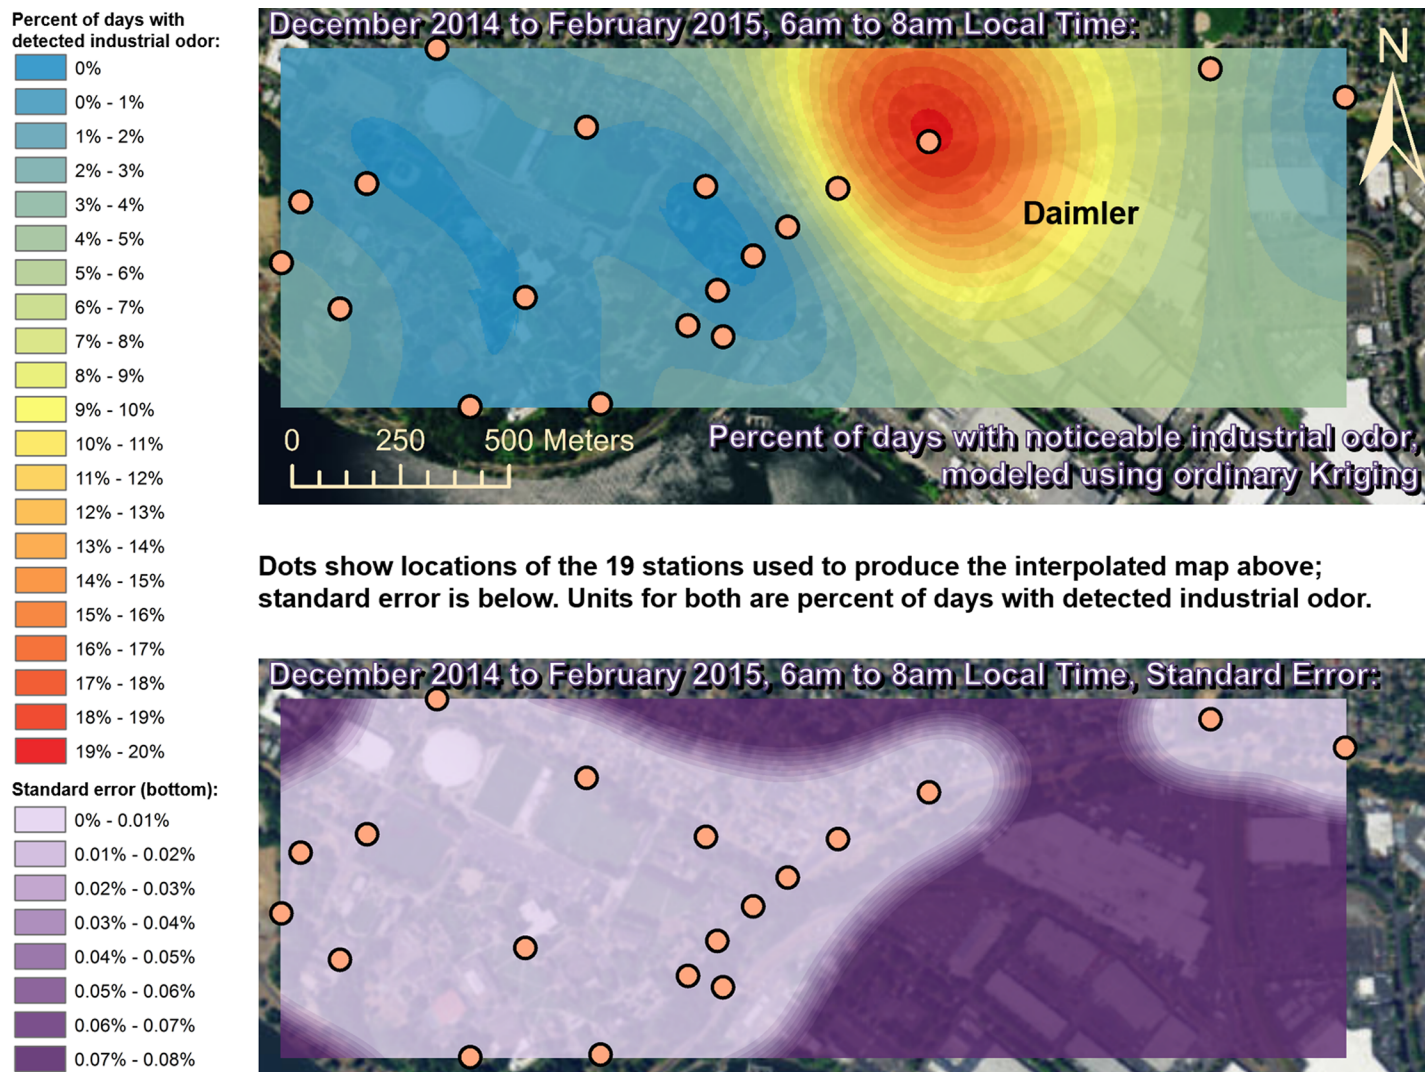 Percent of days with
detected industrial odor:
0%
0% - 1%
1% - 2%
2% - 3%
3% - 4%
4% - 5%
5% - 6%
6% - 7%
7% - 8%
8% - 9%
9% - 10%
10% - 11%
11% - 12%
12% - 13%
13% - 14%
14% - 15%
15% - 16%
16% - 17%
17% - 18%
18% - 19%
19% - 20%
Standard error (bottom):
0% - 0.01%
0.01% - 0.02%
0.02% - 0.03%
0.03% - 0.04%
0.04% - 0.05%
0.05% - 0.06%
0.06% - 0.07%
0.07% - 0.08%
December 2014 to February 2015, 6am to 8am Local Time:
N
Daimler
0 250 500 Meters
Percent of days with noticeable industrial odor,
modeled using ordinary Kriging
Dots show locations of the 19 stations used to produce the interpolated map above;
standard error is below. Units for both are percent of days with detected industrial odor.
December 2014 to February 2015, 6am to 8am Local Time, Standard Error: